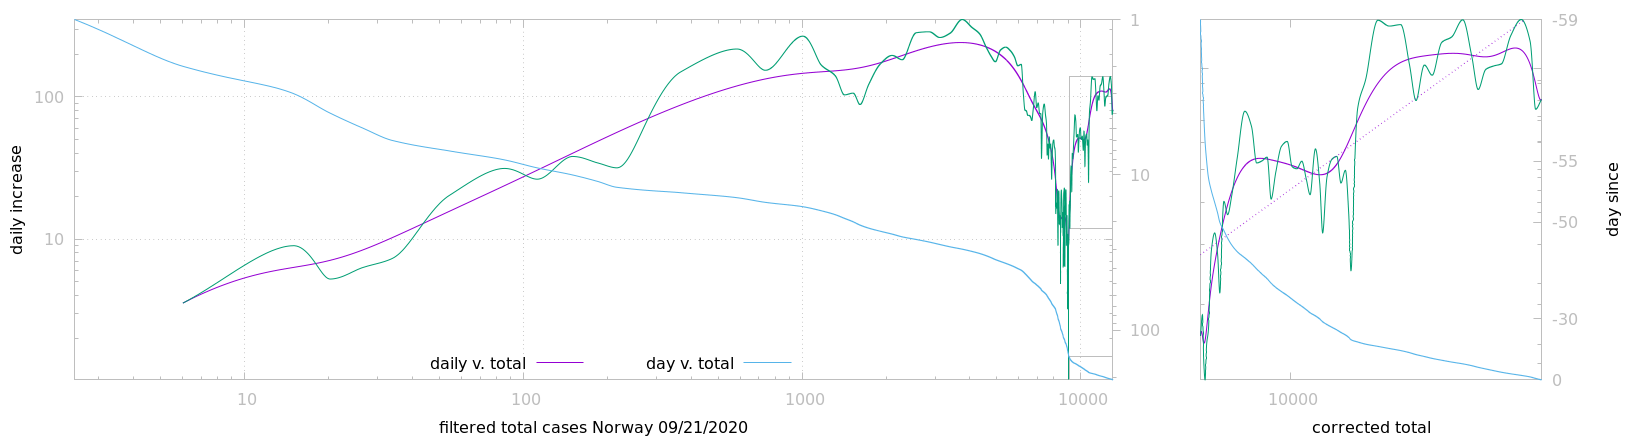 1
-59
100
daily increase
10
-55
day since
-50
10
100
-30
0
daily v. total
day v. total
10
100
1000
10000
10000
filtered total cases Norway 09/21/2020
corrected total